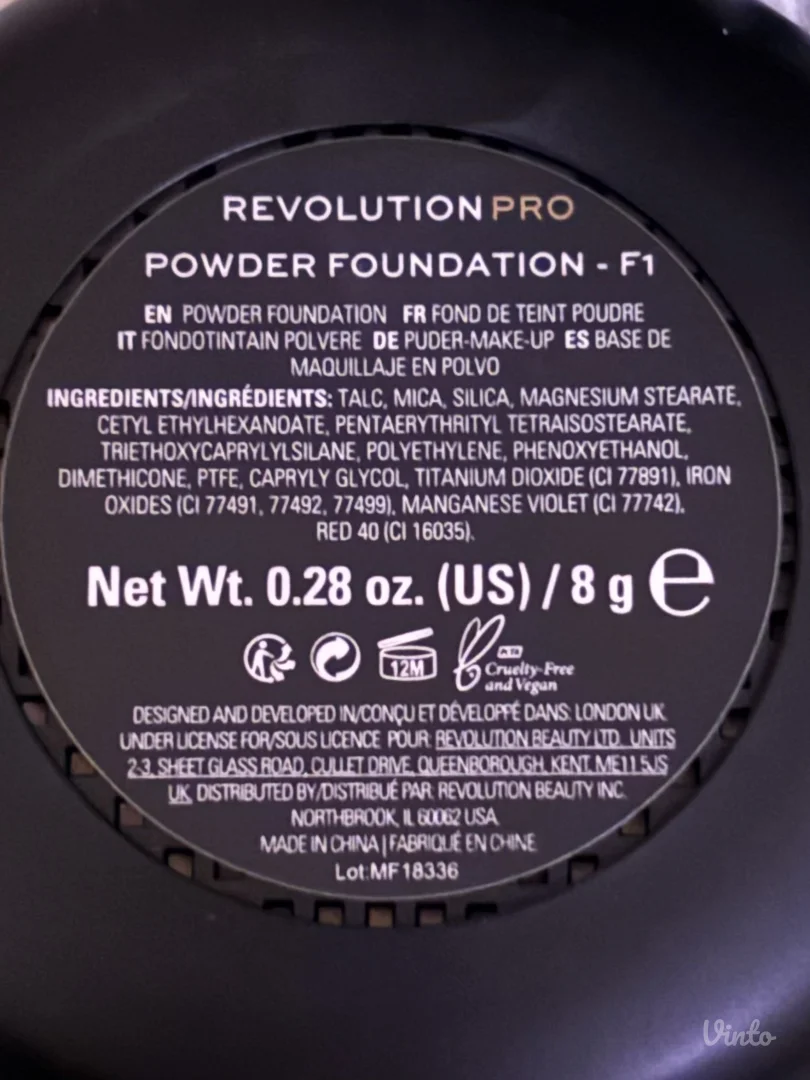 REVOLUTION PRO
POWDER FOUNDATION - F1
EN POWDER FOUNDATION FR FOND DE TEINT POUDRE
IT FONDOTINTAIN POLVERE DE PUDER-MAKE-UP ES BASE DE
MAQUILLAJE EN POLVO
INGREDIENTS/INGRÉDIENTS: TALC, MICA, SILICA, MAGNESIUM STEARATE,
CETYL ETHYLHEXANOATE, PENTAERYTHRITYL TETRAISOSTEARATE,
TRIETHOXYCAPRYLYLSILANE, POLYETHYLENE, PHENOXYETHANOL,
DIMETHICONE, PTFE, CAPRYLY GLYCOL, TITANIUM DIOXIDE (CI 77891), IRON
OXIDES (CI 77491, 77492, 77499), MANGANESE VIOLET (CI 77742),
RED 40 (CI 16035).
Net Wt. 0.28 oz. (US) / 8 g e
12M
Cruelty-Free
and Vegan
DESIGNED AND DEVELOPED IN/CONÇU ET DÉVELOPPÉ DANS: LONDON UK
UNDER LICENSE FOR/SOUS LICENCE POUR: REVOLUTION BEAUTY LTD. UNITS
2-3, SHEET GLASS ROAD, CULLET DRIVE, QUEENBOROUGH, KENT. ME11 5JS
UK. DISTRIBUTED BY/DISTRIBUÉ PAR: REVOLUTION BEAUTY INC.
NORTHBROOK, IL 60062 USA
MADE IN CHINA | FABRIQUÉ EN CHINE
Lot:MF18336
Vinto